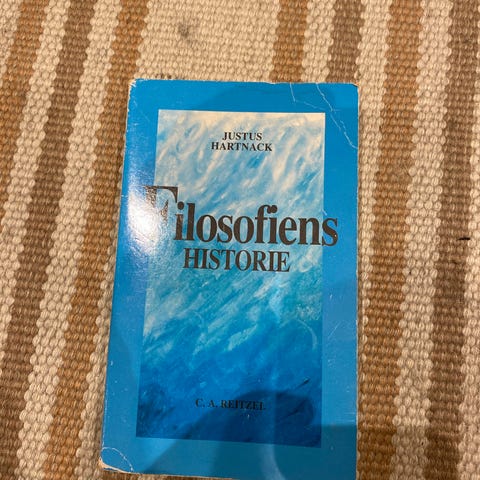 JUSTUS
HARTNACK
Filosofiens
HISTORIE
C. A. REITZEL